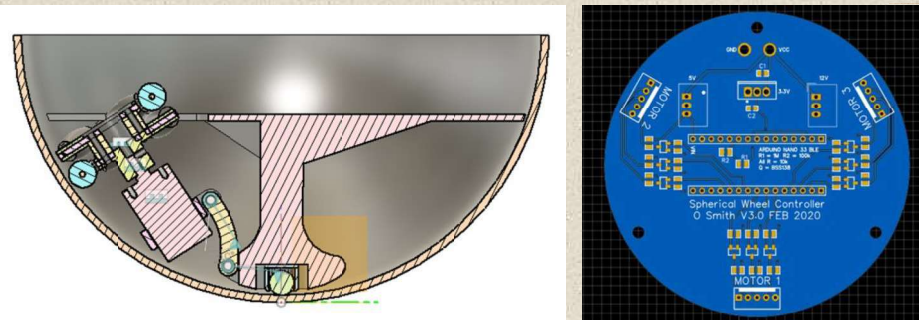 GND
VCC
C1
5V
12V
3.3V
C2
MOTOR 2
MOTOR 3
ARDUINO NANO 33 BLE
R1 = 1M R2 = 100k
All R = 10k
Q = BSS138
R2
R1
Spherical Wheel Controller
O Smith V3.0 FEB 2020
MOTOR 1